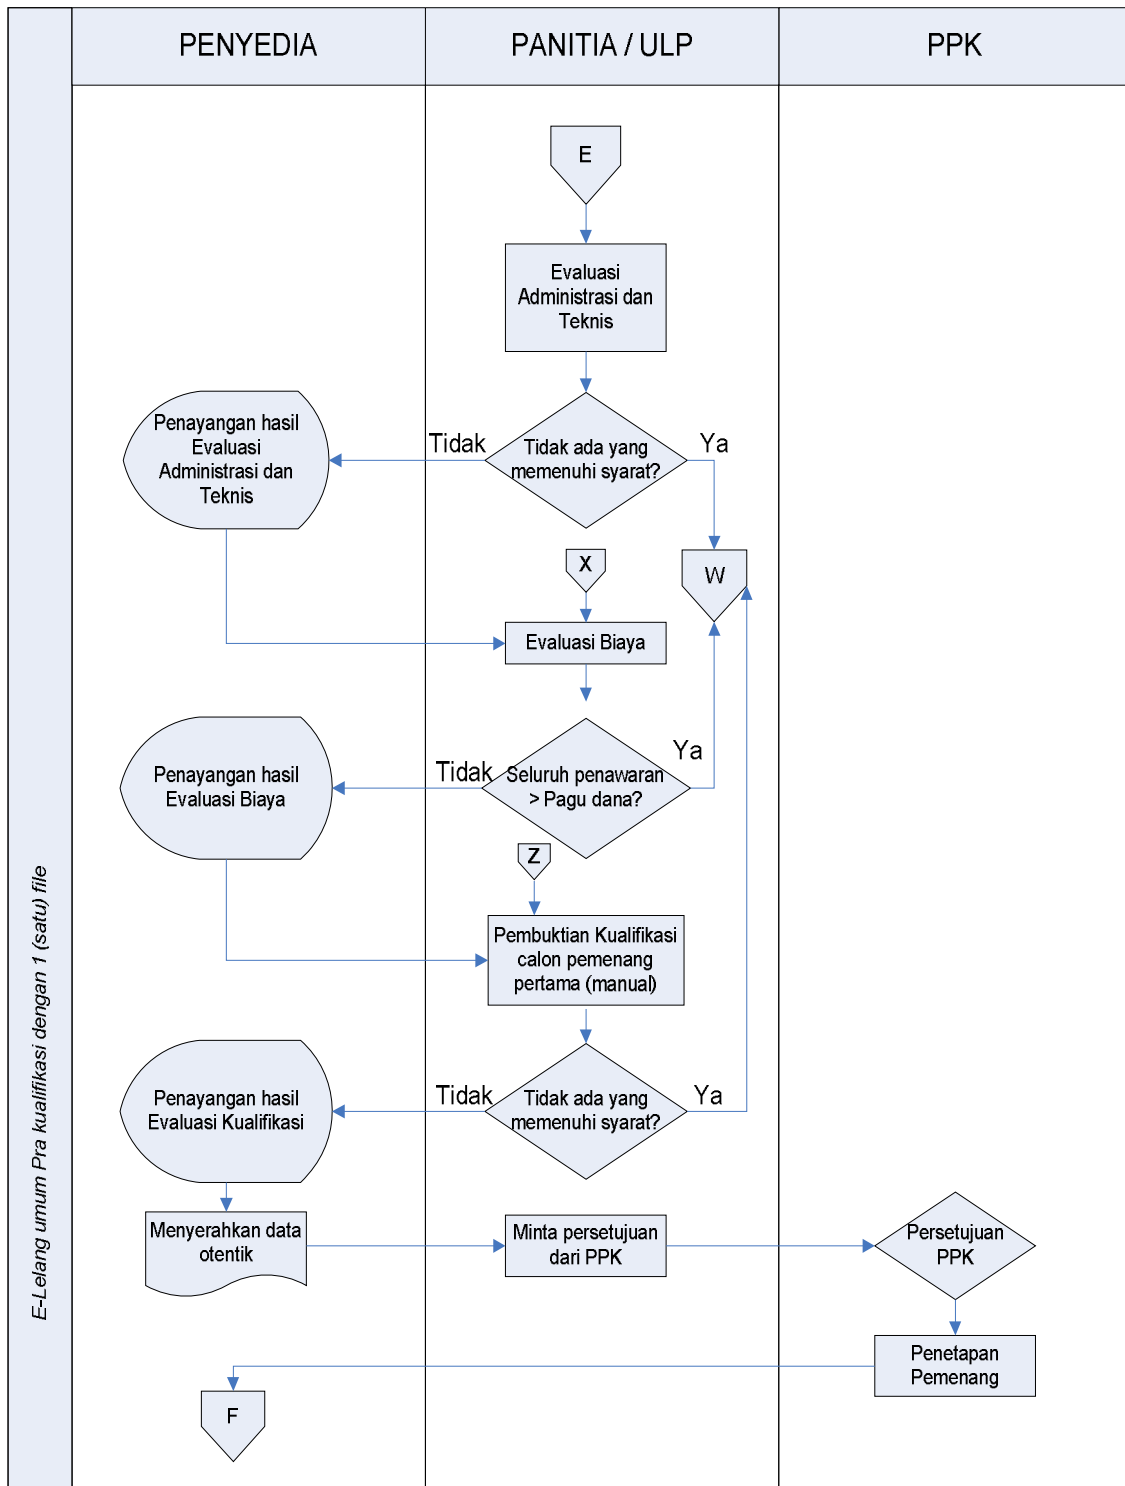 PENYEDIA
PANITIA / ULP
PPK
E
Evaluasi
Administrasi dan
Teknis
Penayangan hasil
Evaluasi
Administrasi dan
Teknis
Tidak
Tidak ada yang
memenuhi syarat?
Ya
X
W
Evaluasi Biaya
Penayangan hasil
Evaluasi Biaya
Tidak
Seluruh penawaran
> Pagu dana?
Ya
Z
Pembuktian Kualifikasi
calon pemenang
pertama (manual)
Penayangan hasil
Evaluasi Kualifikasi
Tidak
Tidak ada yang
memenuhi syarat?
Ya
Menyerahkan data
otentik
Minta persetujuan
dari PPK
Persetujuan
PPK
Penetapan
Pemenang
F
E-Lelang umum Pra kualifikasi dengan 1 (satu) file